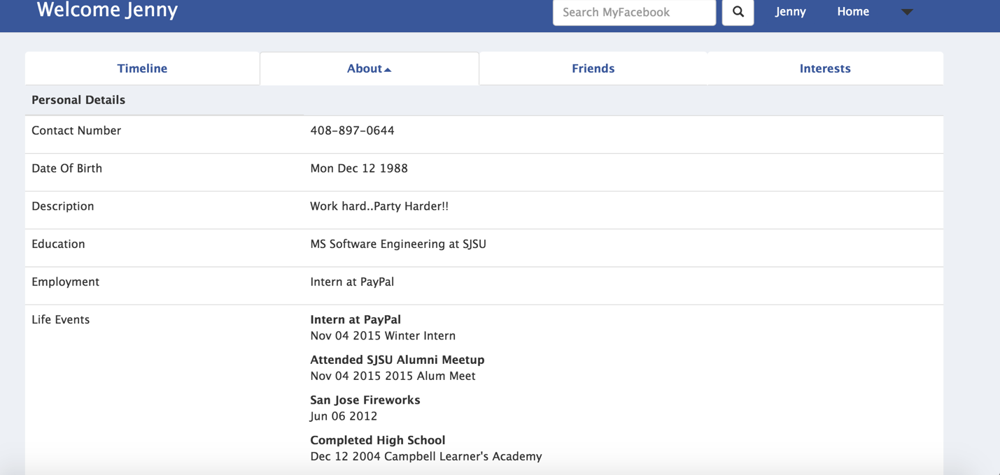 Welcome Jenny
Search MyFacebook
Jenny
Home
Timeline
About
Friends
Interests
Personal Details
Contact Number 408-897-0644
Date Of Birth Mon Dec 12 1988
Description Work hard..Party Harder!!
Education MS Software Engineering at SJSU
Employment Intern at PayPal
Life Events Intern at PayPal
Nov 04 2015 Winter Intern
Attended SJSU Alumni Meetup
Nov 04 2015 2015 Alum Meet
San Jose Fireworks
Jun 06 2012
Completed High School
Dec 12 2004 Campbell Learner's Academy